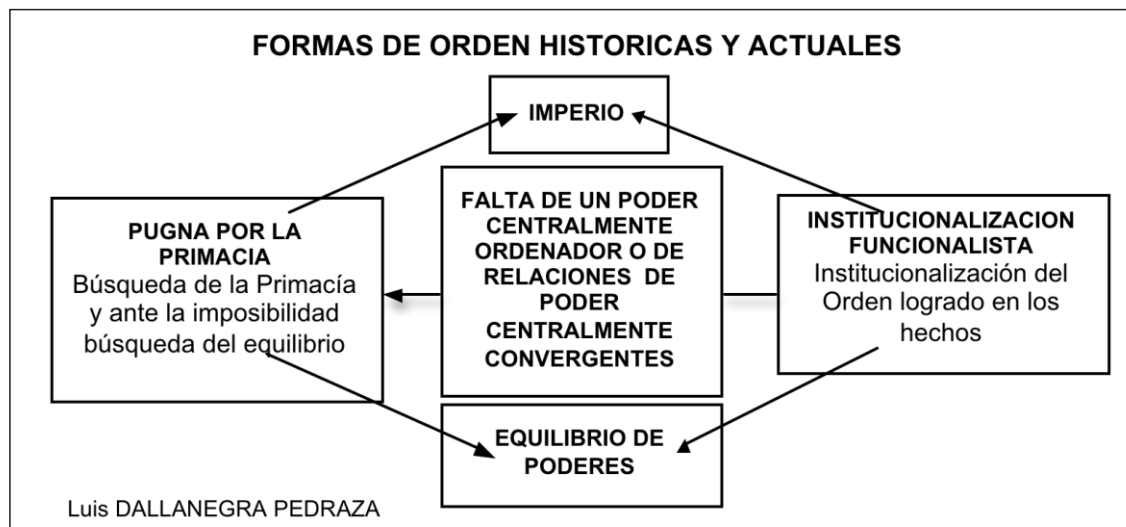 FORMAS DE ORDEN HISTORICAS Y ACTUALES
IMPERIO
PUGNA POR LA
PRIMACIA
Búsqueda de la Primacía
y ante la imposibilidad
búsqueda del equilibrio
FALTA DE UN PODER
CENTRALMENTE
ORDENADOR O DE
RELACIONES DE
PODER
CENTRALMENTE
CONVERGENTES
INSTITUCIONALIZACION
FUNCIONALISTA
Institucionalización del
Orden logrado en los
hechos
EQUILIBRIO DE
PODERES
Luis DALLANEGRA PEDRAZA